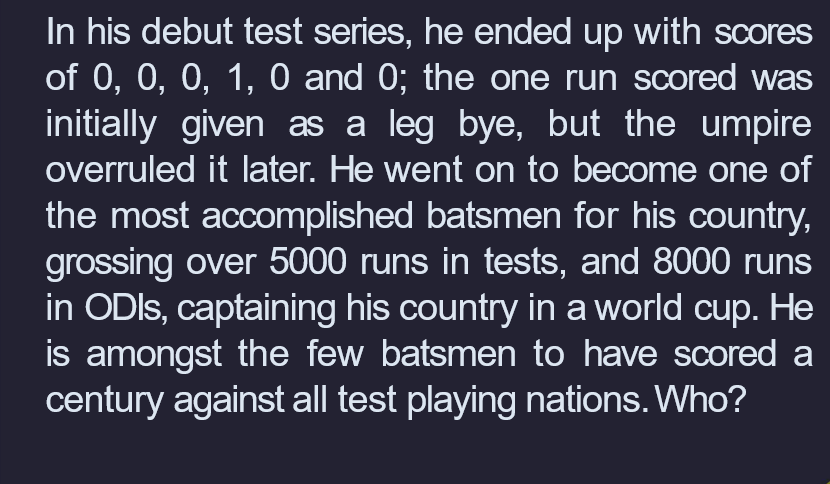 In his debut test series, he ended up with scores
of 0, 0, 0, 1, 0 and 0; the one run scored was
initially given as a leg bye, but the umpire
overruled it later. He went on to become one of
the most accomplished batsmen for his country,
grossing over 5000 runs in tests, and 8000 runs
in ODIs, captaining his country in a world cup. He
is amongst the few batsmen to have scored a
century against all test playing nations. Who?